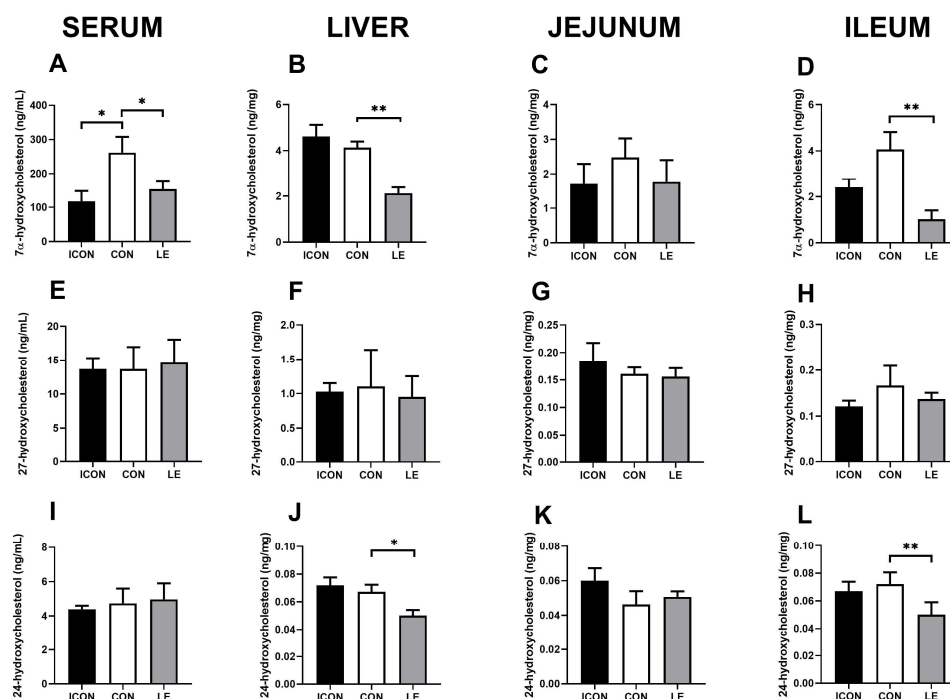 SERUM LIVER JEJUNUM ILEUM
A B C D
7α-hydroxycholesterol (ng/mL)
400
300
200
100
0
* *
ICON CON LE
7α-hydroxycholesterol (ng/mg)
6
4
2
0
**
ICON CON LE
7α-hydroxycholesterol (ng/mg)
4
3
2
1
0
ICON CON LE
7α-hydroxycholesterol (ng/mg)
6
4
2
0
**
ICON CON LE
E F G H
27-hydroxycholesterol (ng/mL)
20
15
10
5
0
ICON CON LE
27-hydroxycholesterol (ng/mg)
2.0
1.5
1.0
0.5
0.0
ICON CON LE
27-hydroxycholesterol (ng/mg)
0.25
0.20
0.15
0.10
0.05
0.00
ICON CON LE
27-hydroxycholesterol (ng/mg)
0.3
0.2
0.1
0.0
ICON CON LE
I J K L
24-hydroxycholesterol (ng/mL)
8
6
4
2
0
ICON CON LE
24-hydroxycholesterol (ng/mg)
0.10
0.08
0.06
0.04
0.02
0.00
*
ICON CON LE
24-hydroxycholesterol (ng/mg)
0.08
0.06
0.04
0.02
0.00
ICON CON LE
24-hydroxycholesterol (ng/mg)
0.10
0.08
0.06
0.04
0.02
0.00
**
ICON CON LE